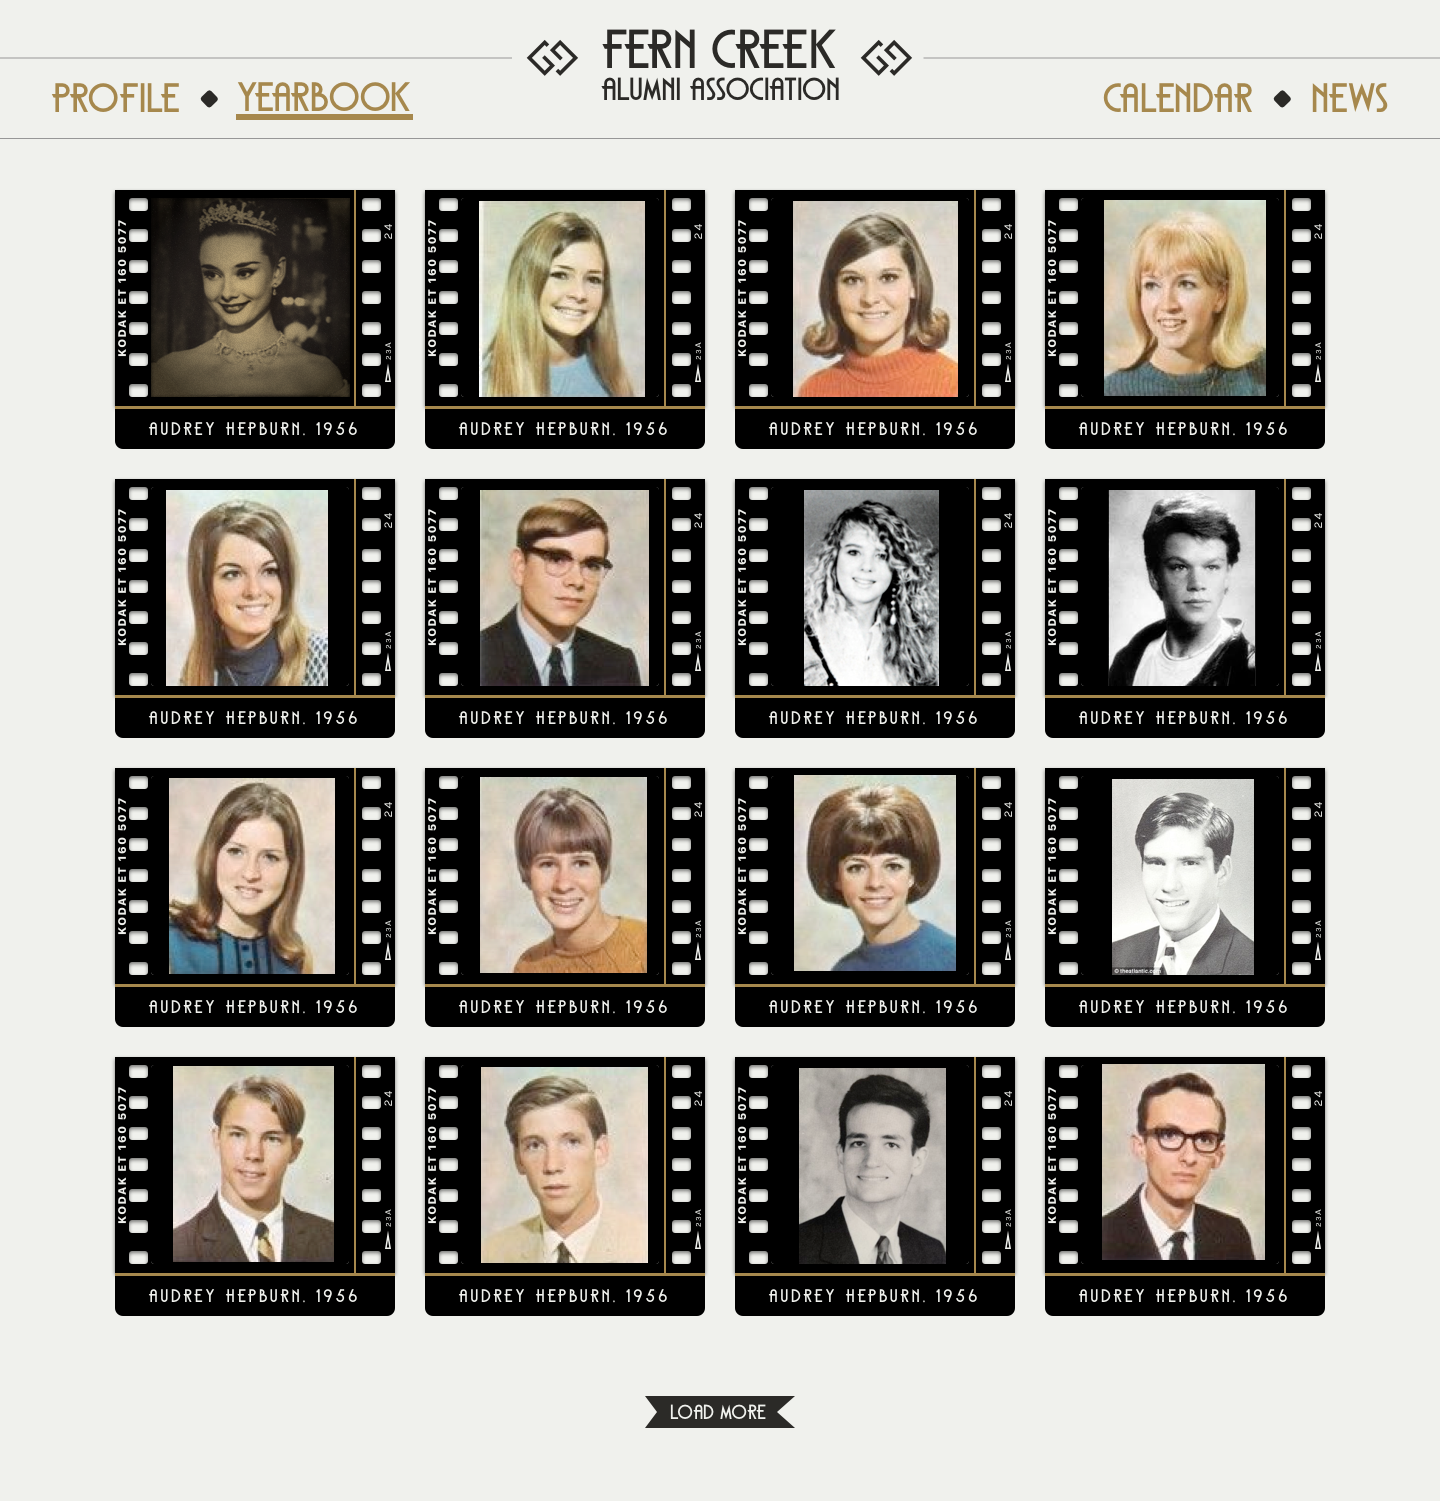 FERN CREEK
ALUMNI ASSOCIATION
PROFILE ◆ YEARBOOK
CALENDAR ◆ NEWS
KODAK ET 160 5077
24
23A
AUDREY HEPBURN. 1956
KODAK ET 160 5077
24
23A
AUDREY HEPBURN. 1956
KODAK ET 160 5077
24
23A
AUDREY HEPBURN. 1956
KODAK ET 160 5077
24
23A
AUDREY HEPBURN. 1956
KODAK ET 160 5077
24
23A
AUDREY HEPBURN. 1956
KODAK ET 160 5077
24
23A
AUDREY HEPBURN. 1956
KODAK ET 160 5077
24
23A
AUDREY HEPBURN. 1956
KODAK ET 160 5077
24
23A
AUDREY HEPBURN. 1956
KODAK ET 160 5077
24
23A
AUDREY HEPBURN. 1956
KODAK ET 160 5077
24
23A
AUDREY HEPBURN. 1956
KODAK ET 160 5077
24
23A
AUDREY HEPBURN. 1956
KODAK ET 160 5077
24
23A
© theatlantic.com
AUDREY HEPBURN. 1956
KODAK ET 160 5077
24
23A
AUDREY HEPBURN. 1956
KODAK ET 160 5077
24
23A
AUDREY HEPBURN. 1956
KODAK ET 160 5077
24
23A
AUDREY HEPBURN. 1956
KODAK ET 160 5077
24
23A
AUDREY HEPBURN. 1956
LOAD MORE